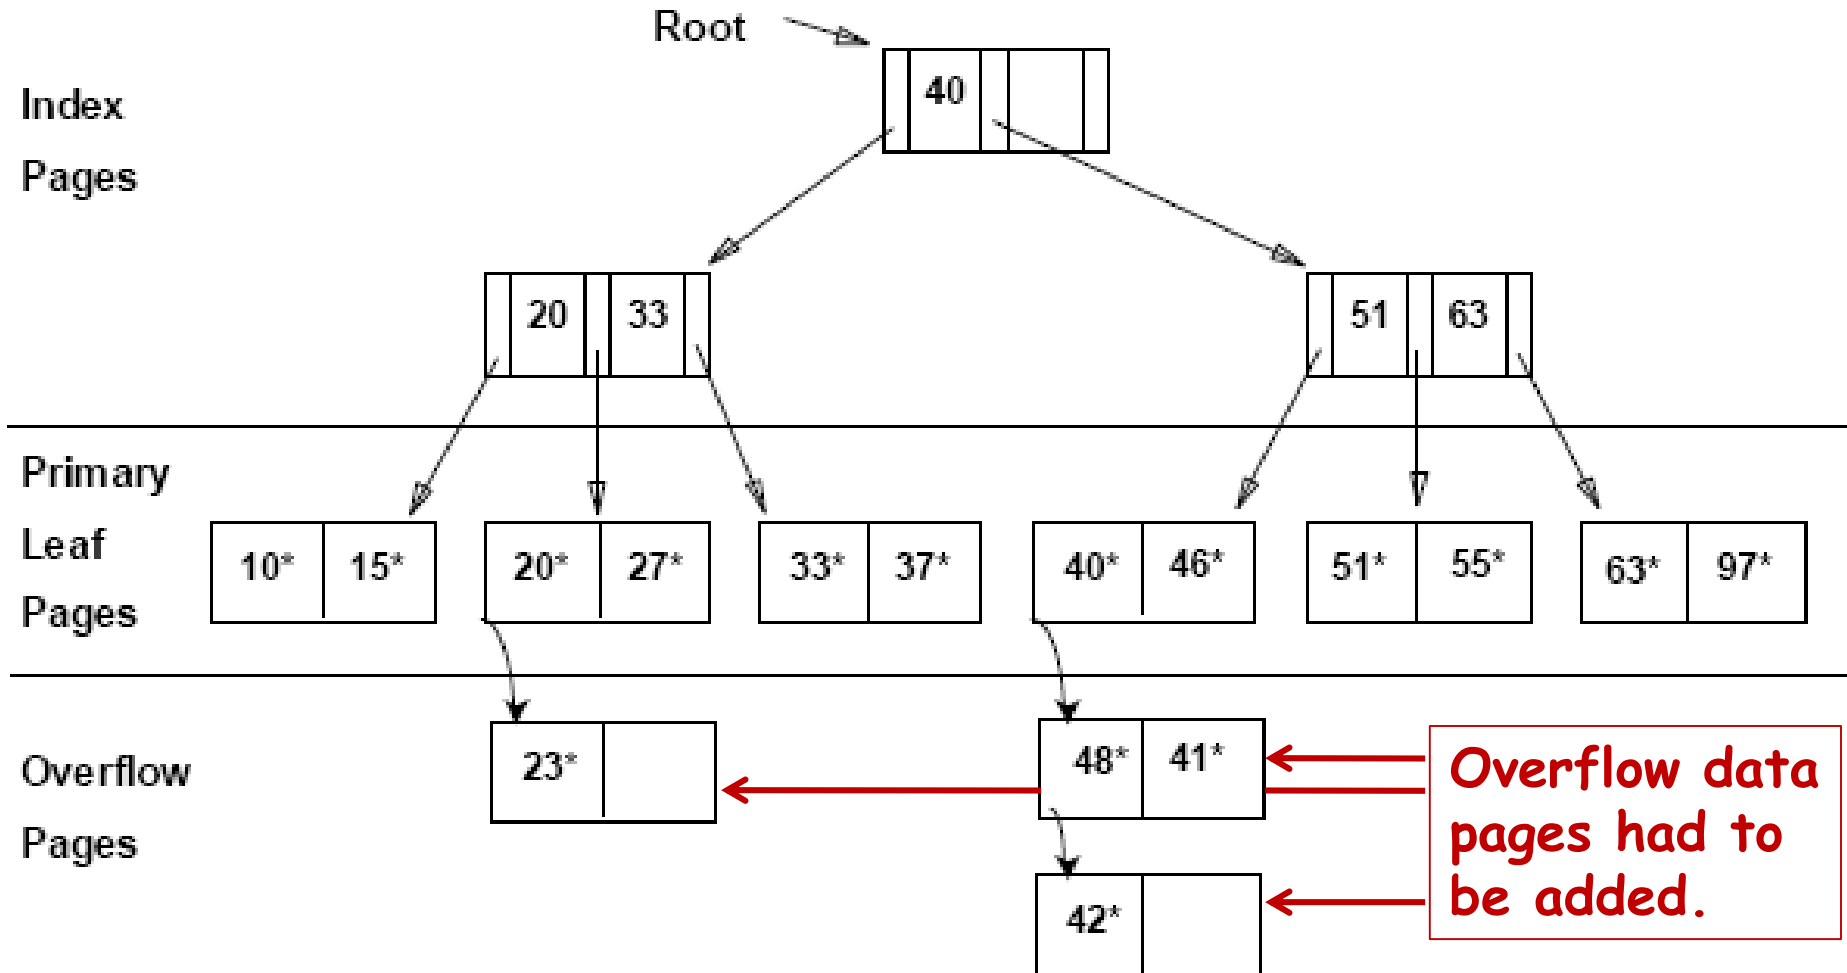 Root
Index
Pages
40
20 33
51 63
Primary
Leaf
Pages
10* 15*
20* 27*
33* 37*
40* 46*
51* 55*
63* 97*
Overflow
Pages
23*
48* 41*
42*
Overflow data
pages had to
be added.